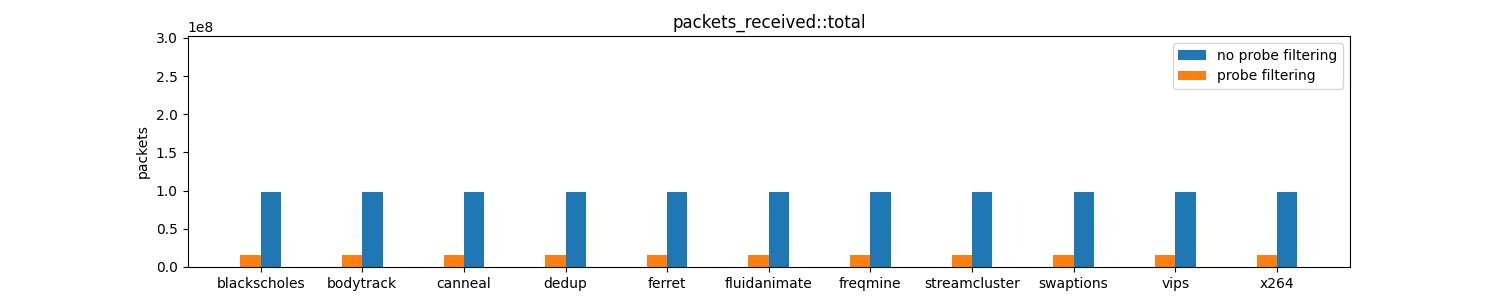 packets_received::total
1e8
3.0
2.5
2.0
1.5
1.0
0.5
0.0
packets
no probe filtering
probe filtering
blackscholes bodytrack canneal dedup ferret fluidanimate freqmine streamcluster swaptions vips x264